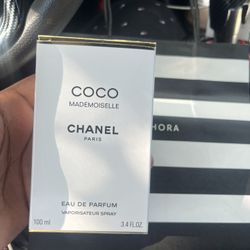 COCO
MADEMOISELLE
CHANEL
PARIS
EAU DE PARFUM
VAPORISATEUR SPRAY
100 ml
3.4 FL.OZ.
HORA